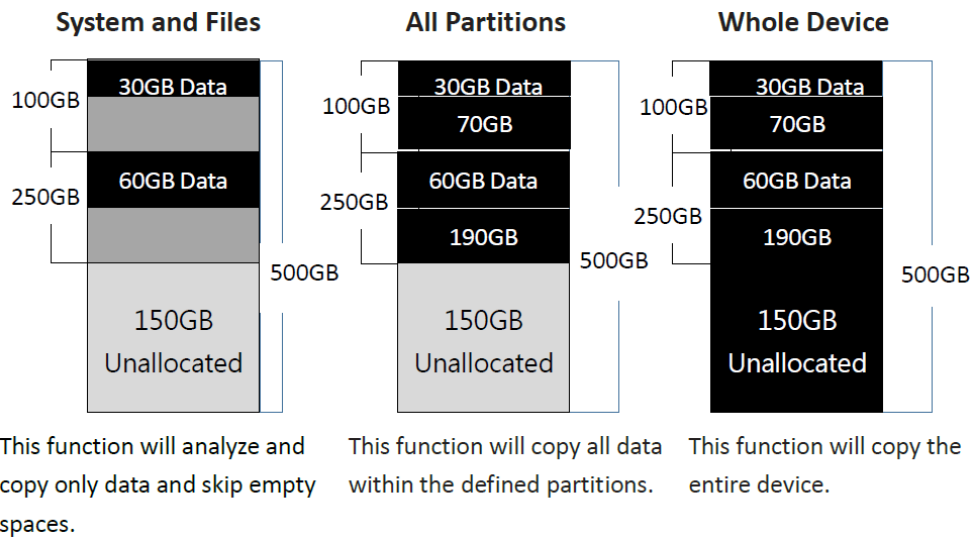 System and Files
100GB
30GB Data
250GB
60GB Data
500GB
150GB
Unallocated
This function will analyze and
copy only data and skip empty
spaces.
All Partitions
100GB
30GB Data
70GB
250GB
60GB Data
190GB
500GB
150GB
Unallocated
This function will copy all data
within the defined partitions.
Whole Device
100GB
30GB Data
70GB
250GB
60GB Data
190GB
500GB
150GB
Unallocated
This function will copy the
entire device.